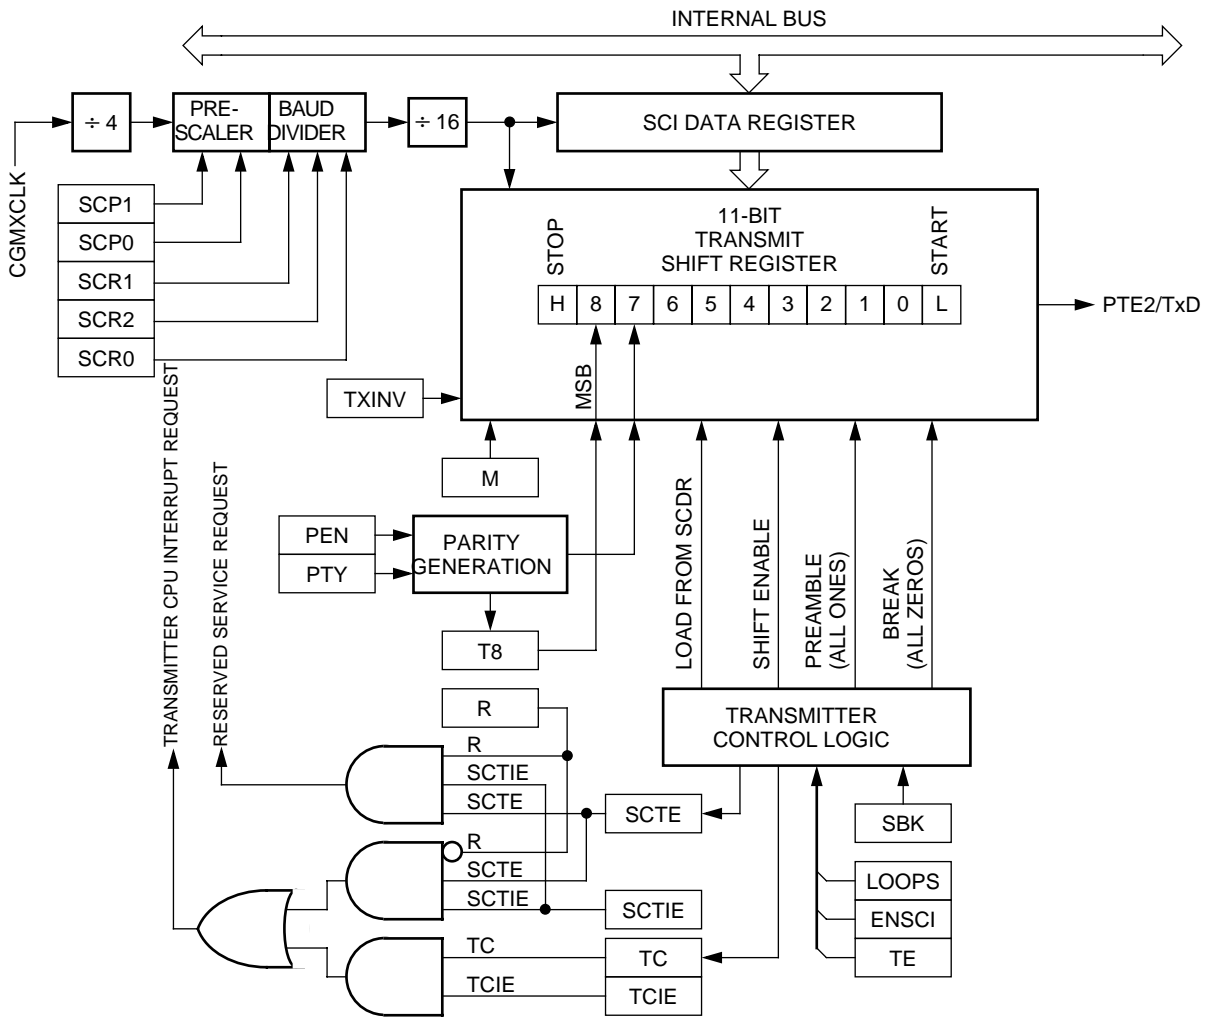 INTERNAL BUS
÷ 4
PRE-
SCALER
BAUD
DIVIDER
÷ 16
SCI DATA REGISTER
CGMXCLK
SCP1
SCP0
SCR1
SCR2
SCR0
11-BIT
TRANSMIT
SHIFT REGISTER
STOP
START
H 8 7 6 5 4 3 2 1 0 L
PTE2/TxD
MSB
TXINV
M
PEN
PTY
PARITY
GENERATION
T8
LOAD FROM SCDR
SHIFT ENABLE
PREAMBLE
(ALL ONES)
BREAK
(ALL ZEROS)
TRANSMITTER CPU INTERRUPT REQUEST
RESERVED SERVICE REQUEST
R
TRANSMITTER
CONTROL LOGIC
R
SCTIE
SCTE
SCTE
SBK
R
SCTE
SCTIE
SCTIE
LOOPS
ENSCI
TE
TC
TC
TCIE
TCIE